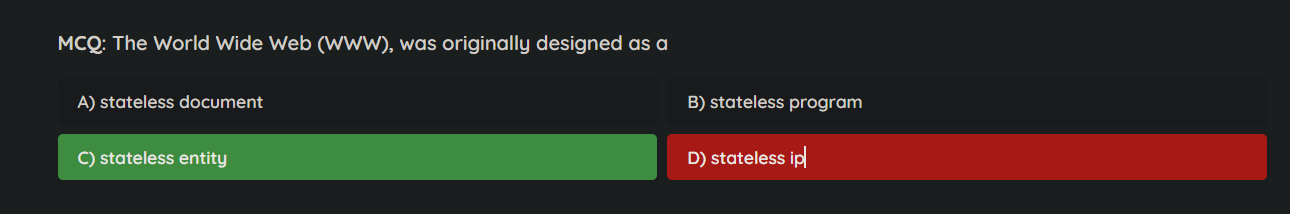 MCQ: The World Wide Web (WWW), was originally designed as a
A) stateless document
B) stateless program
C) stateless entity
D) stateless ip